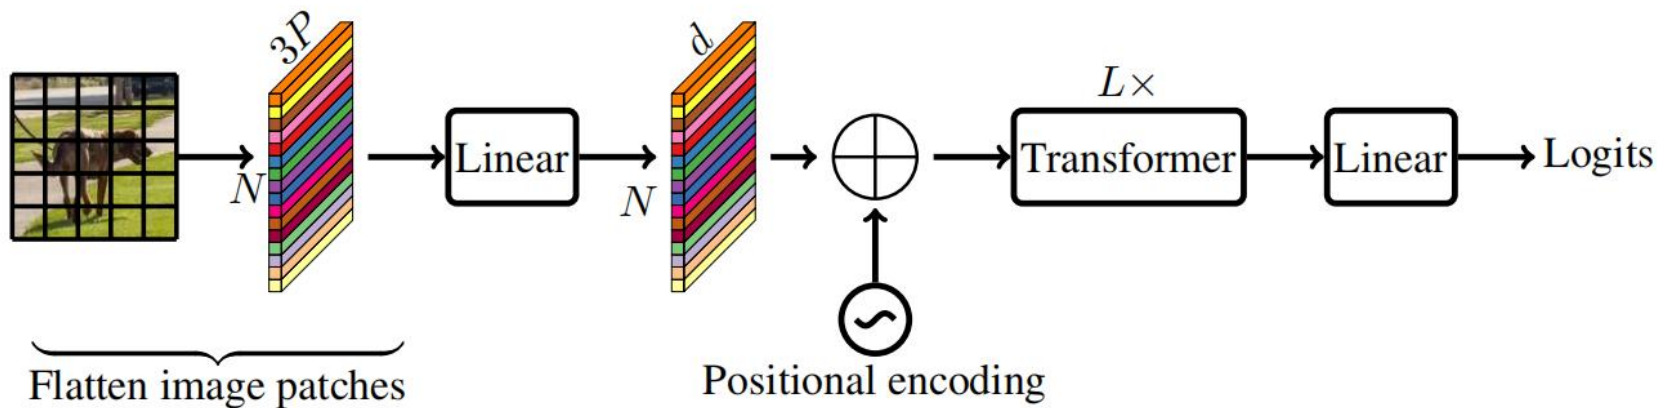 3P
N
Linear
d
N
L×
Transformer
Linear
Logits
Flatten image patches
Positional encoding